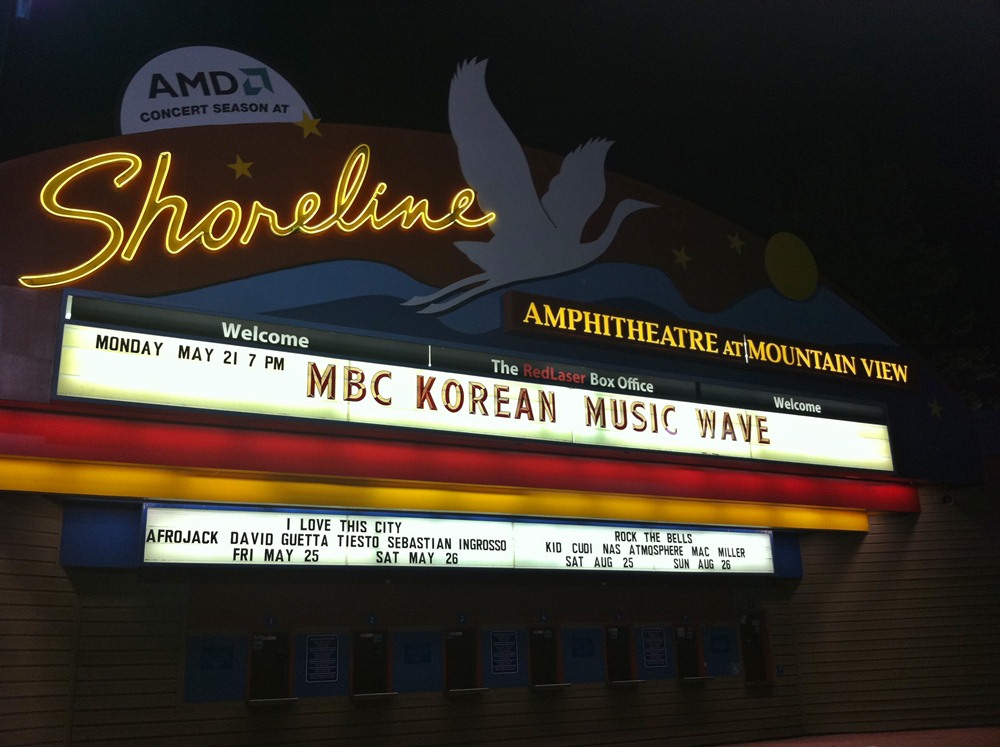 AMD
CONCERT SEASON AT
Shoreline
AMPHITHEATRE AT MOUNTAIN VIEW
Welcome
The RedLaser Box Office
Welcome
MONDAY MAY 21 7 PM
MBC KOREAN MUSIC WAVE
I LOVE THIS CITY
AFROJACK DAVID GUETTA TIESTO SEBASTIAN INGROSSO
FRI MAY 25 SAT MAY 26
ROCK THE BELLS
KID CUDI NAS ATMOSPHERE MAC MILLER
SAT AUG 25 SUN AUG 26